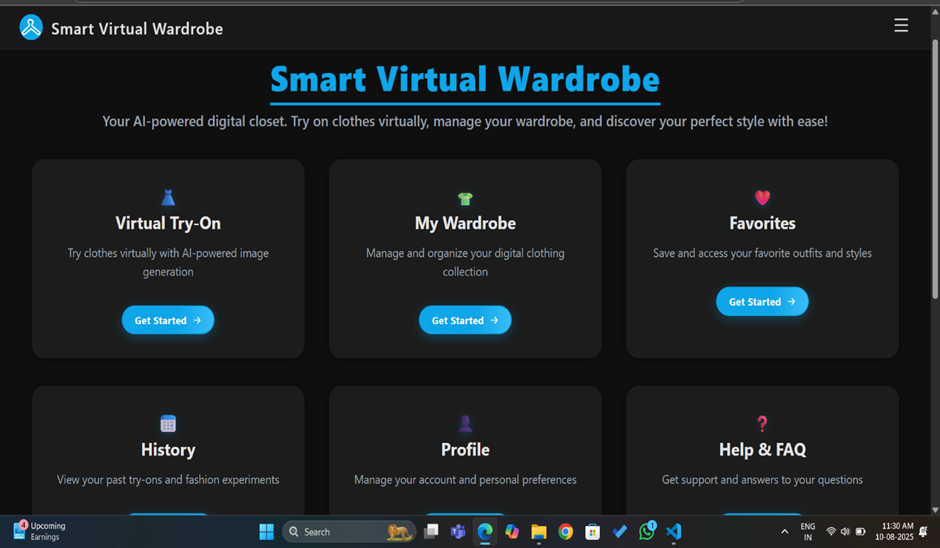 Smart Virtual Wardrobe
Smart Virtual Wardrobe
Your AI-powered digital closet. Try on clothes virtually, manage your wardrobe, and discover your perfect style with ease!
Virtual Try-On
Try clothes virtually with AI-powered image
generation
Get Started →
My Wardrobe
Manage and organize your digital clothing
collection
Get Started →
Favorites
Save and access your favorite outfits and styles
Get Started →
History
View your past try-ons and fashion experiments
Profile
Manage your account and personal preferences
Help & FAQ
Get support and answers to your questions
4
Upcoming
Earnings
Search
1
ENG
IN
11:30 AM
10-08-2025